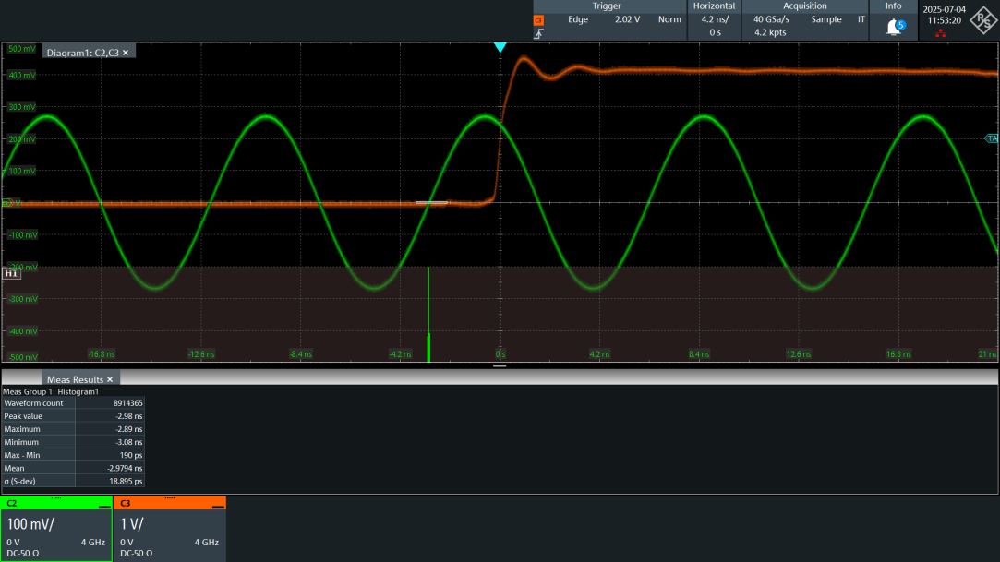 Trigger
C3 Edge 2.02 V Norm
Horizontal
4.2 ns/
0 s
Acquisition
40 GSa/s Sample IT
4.2 kpts
Info
5
2025-07-04
11:53:20
R&S
Diagram1: C2,C3 ×
500 mV
400 mV
300 mV
200 mV
100 mV
-100 mV
-200 mV
-300 mV
-400 mV
-500 mV
TA
H1
-16.8 ns
-12.6 ns
-8.4 ns
-4.2 ns
0 s
4.2 ns
8.4 ns
12.6 ns
16.8 ns
21 ns
Meas Results ×
Meas Group 1 Histogram1
Waveform count 8914365
Peak value -2.98 ns
Maximum -2.89 ns
Minimum -3.08 ns
Max - Min 190 ps
Mean -2.9794 ns
σ (S-dev) 18.895 ps
C2
100 mV/
0 V 4 GHz
DC-50 Ω
C3
1 V/
0 V 4 GHz
DC-50 Ω